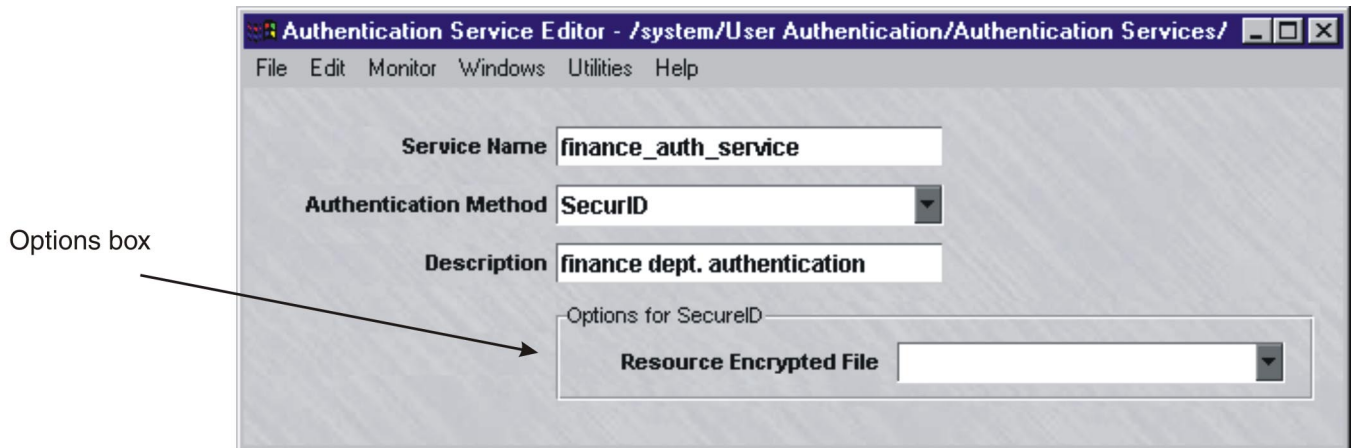 Authentication Service Editor - /system/User Authentication/Authentication Services/
File Edit Monitor Windows Utilities Help
Service Name finance_auth_service
Authentication Method SecurID
Options box
Description finance dept. authentication
Options for SecureID
Resource Encrypted File